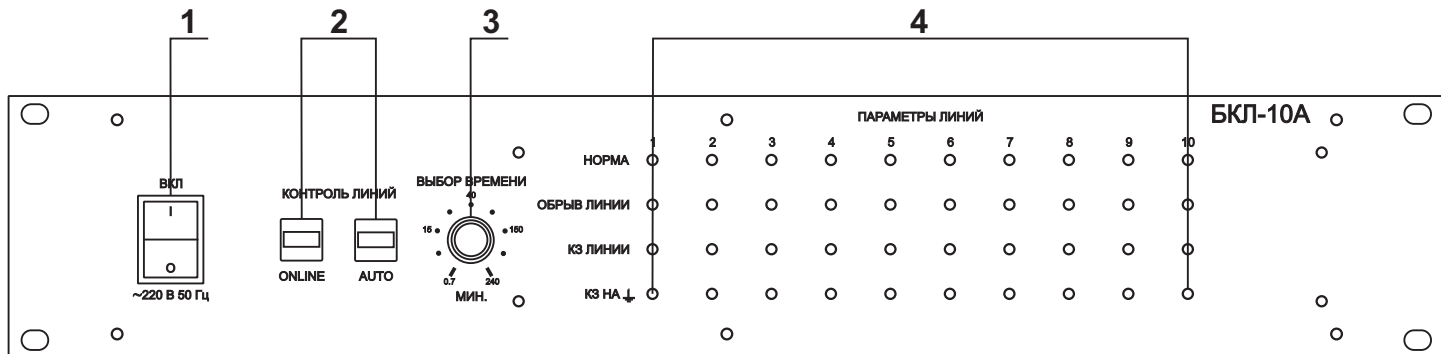 1 2 3 4
БКЛ-10А
ПАРАМЕТРЫ ЛИНИЙ
1 2 3 4 5 6 7 8 9 10
НОРМА
ОБРЫВ ЛИНИИ
КЗ ЛИНИИ
КЗ НА
ВКЛ
I
O
~220 В 50 Гц
КОНТРОЛЬ ЛИНИЙ
ONLINE AUTO
ВЫБОР ВРЕМЕНИ
40
15 150
0.7 240
МИН.